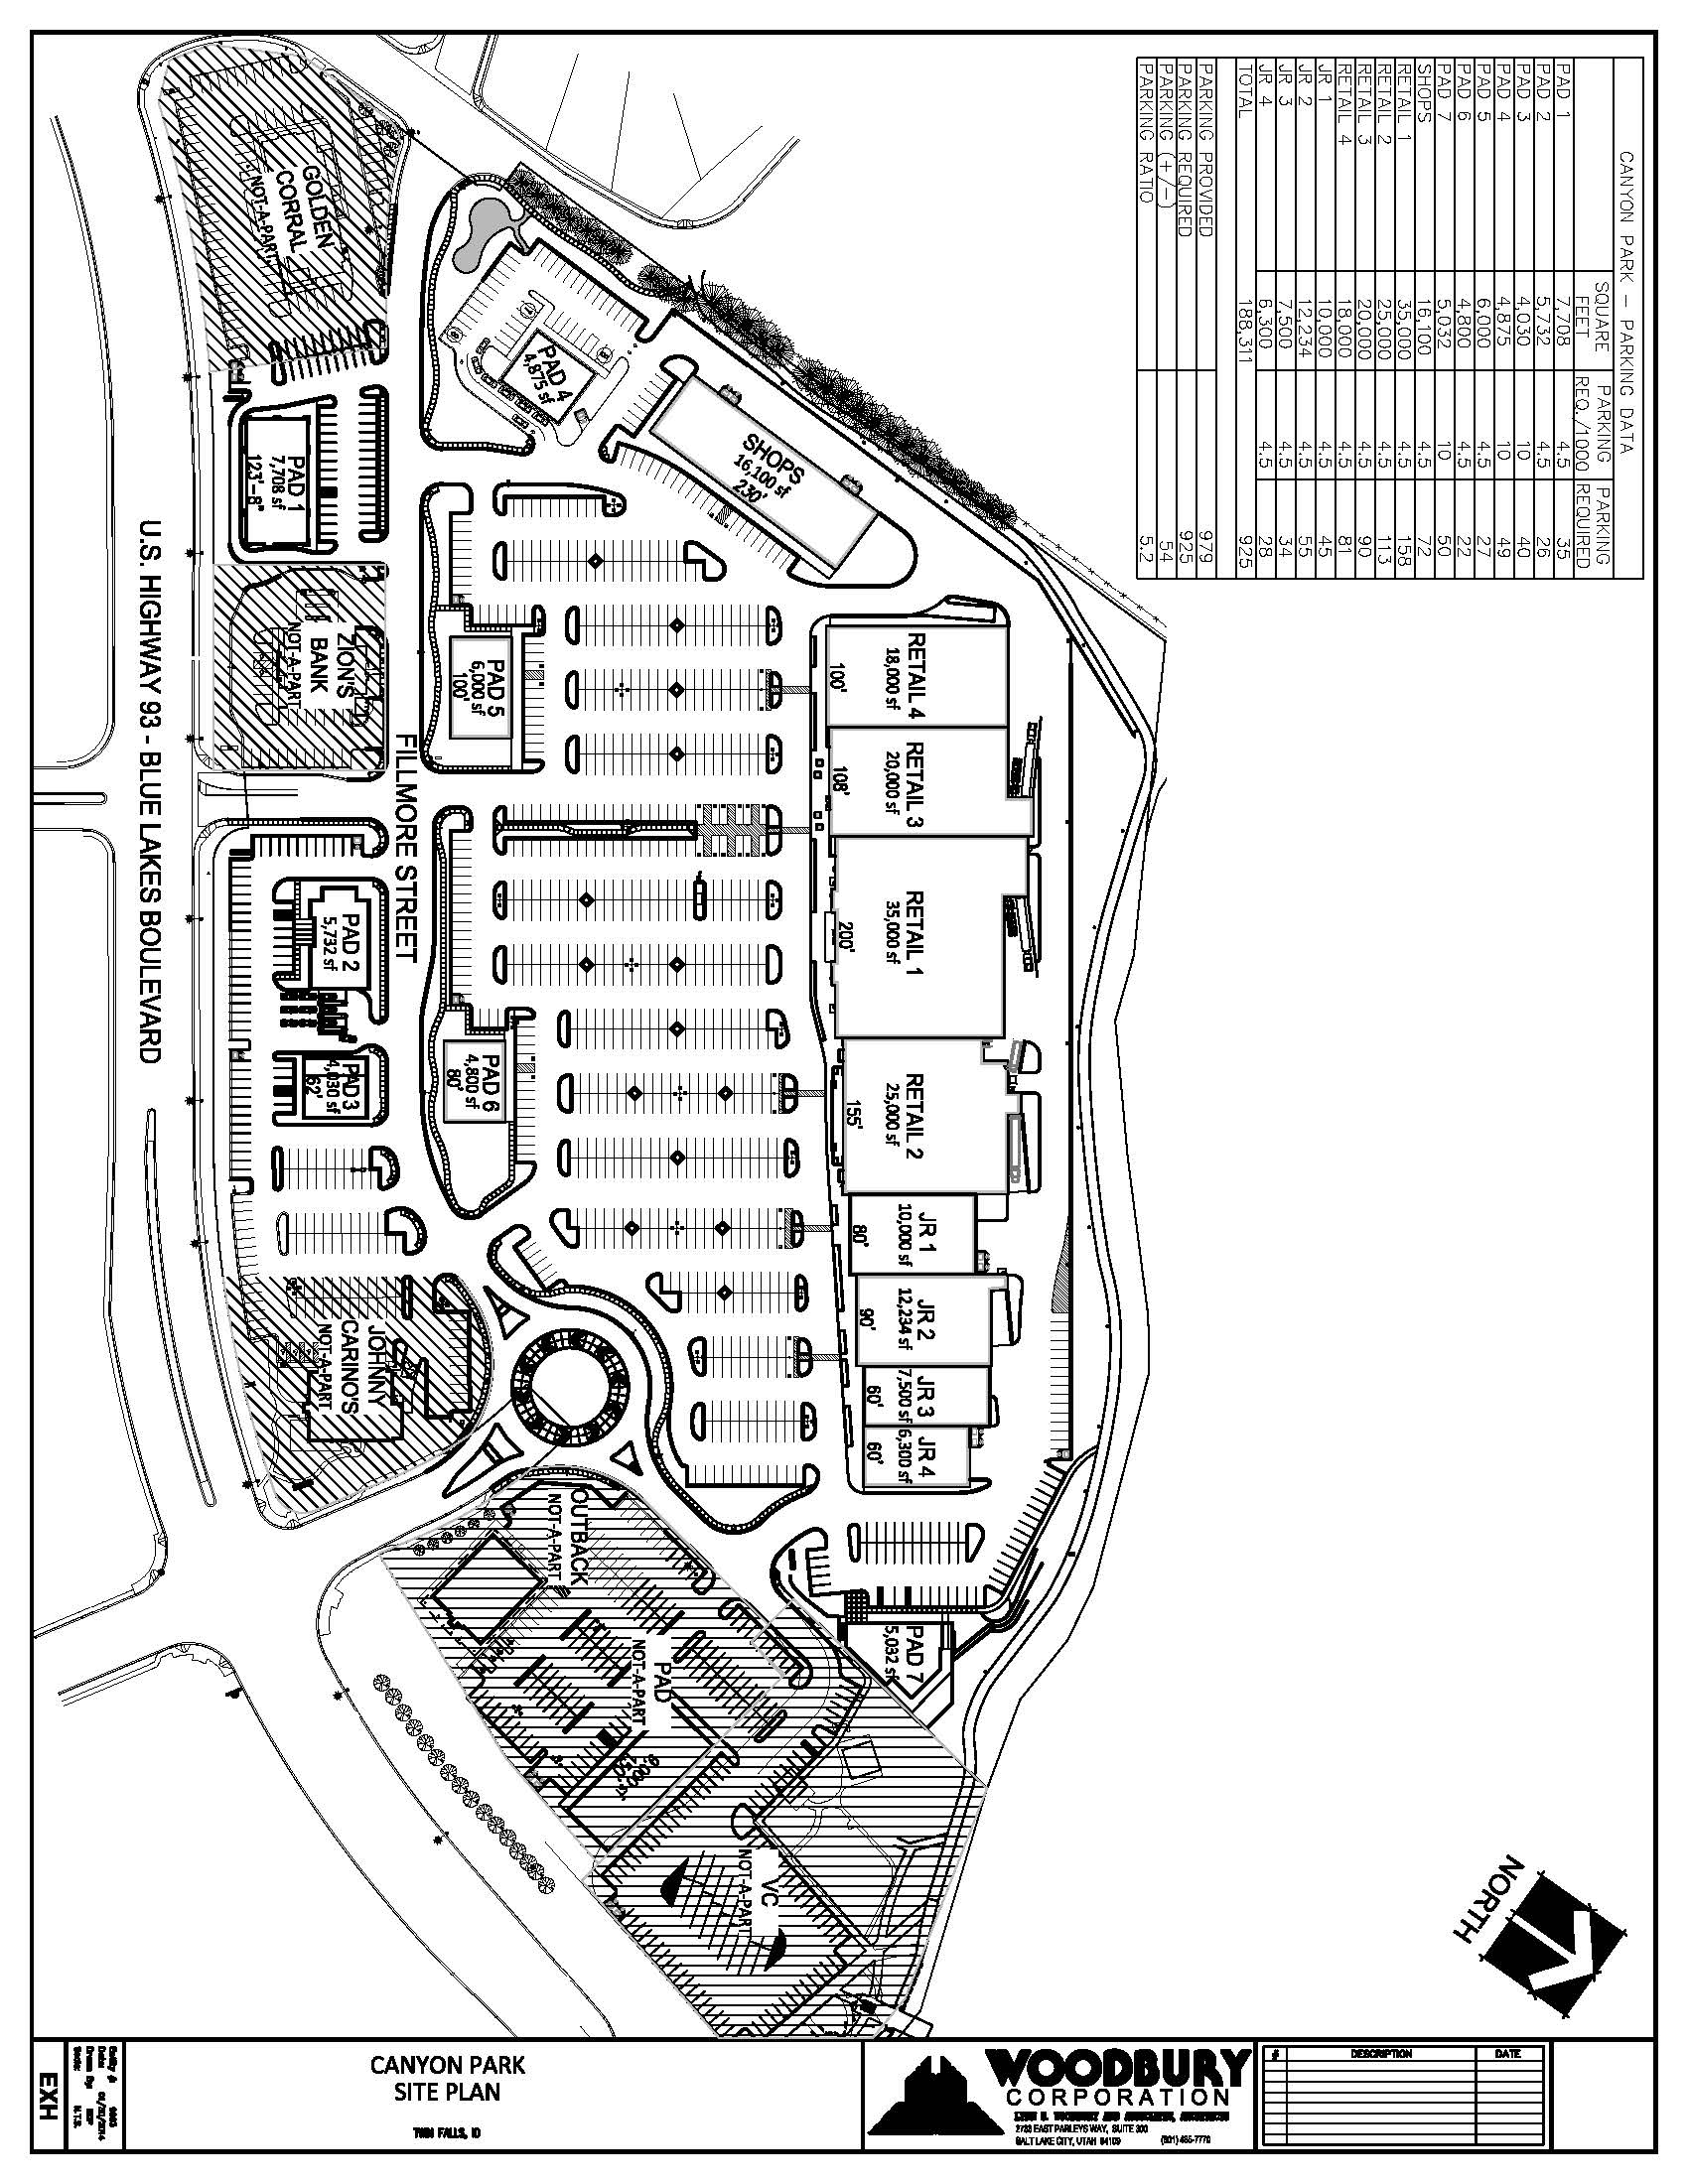 CANYON PARK - PARKING DATA
SQUARE FEET PARKING REQ./1000 PARKING REQUIRED
PAD 1 7,708 4.5 35
PAD 2 5,732 4.5 26
PAD 3 4,030 10 40
PAD 4 4,875 10 49
PAD 5 6,000 4.5 27
PAD 6 4,800 4.5 22
PAD 7 5,032 10 50
SHOPS 16,100 4.5 72
RETAIL 1 35,000 4.5 158
RETAIL 2 25,000 4.5 113
RETAIL 3 20,000 4.5 90
RETAIL 4 18,000 4.5 81
JR 1 10,000 4.5 45
JR 2 12,234 4.5 55
JR 3 7,500 4.5 34
JR 4 6,300 4.5 28
TOTAL 188,311 925
PARKING PROVIDED 979
PARKING REQUIRED 925
PARKING (+/-) 54
PARKING RATIO 5.2
GOLDEN
CORRAL
NOT-A-PART
PAD 4
4,875 sf
SHOPS
16,100 sf
230'
PAD 1
7,708 sf
123'-8"
ZION'S
BANK
NOT-A-PART
PAD 5
6,000 sf
100'
RETAIL 4
18,000 sf
100'
RETAIL 3
20,000 sf
108'
RETAIL 1
35,000 sf
200'
RETAIL 2
25,000 sf
155'
JR 1
10,000 sf
80'
JR 2
12,234 sf
90'
JR 3
7,500 sf
60'
JR 4
6,300 sf
60'
PAD 7
5,032 sf
FILLMORE STREET
U.S. HIGHWAY 93 - BLUE LAKES BOULEVARD
PAD 2
5,732 sf
PAD 3
4,030 sf
62'
PAD 6
4,800 sf
80'
JOHNNY
CARINO'S
NOT-A-PART
OUTBACK
NOT-A-PART
PAD
NOT-A-PART
VC
NOT-A-PART
NORTH
EXH
CANYON PARK
SITE PLAN
TWIN FALLS, ID
WOODBURY
CORPORATION
2733 EAST PARLEYS WAY, SUITE 300
SALT LAKE CITY, UTAH 84109 (801) 485-7770
# DESCRIPTION DATE